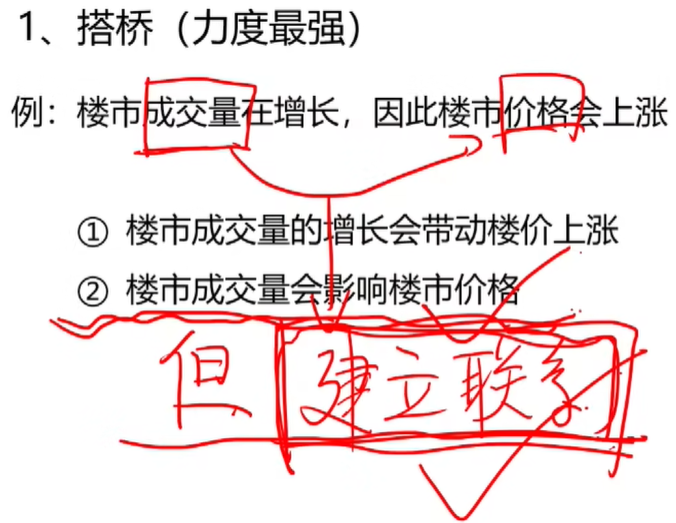 1、搭桥（力度最强）
例：楼市成交量在增长，因此楼市价格会上涨
① 楼市成交量的增长会带动楼价上涨
② 楼市成交量会影响楼市价格
但 建立联系